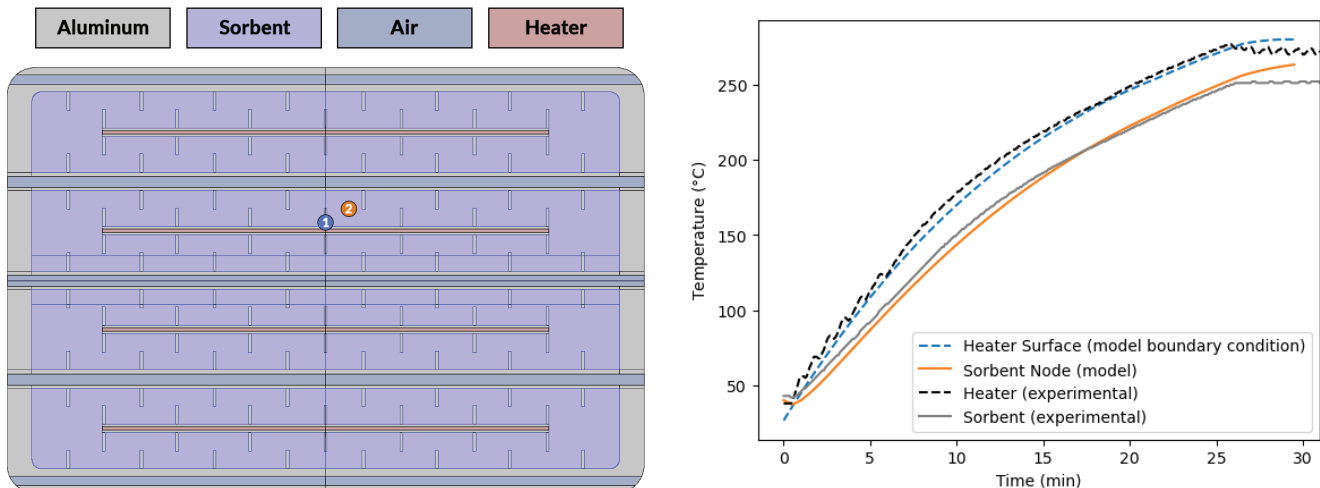 Aluminum Sorbent Air Heater
1
2
Temperature (°C)
250
200
150
100
50
Heater Surface (model boundary condition)
Sorbent Node (model)
Heater (experimental)
Sorbent (experimental)
0 5 10 15 20 25 30
Time (min)